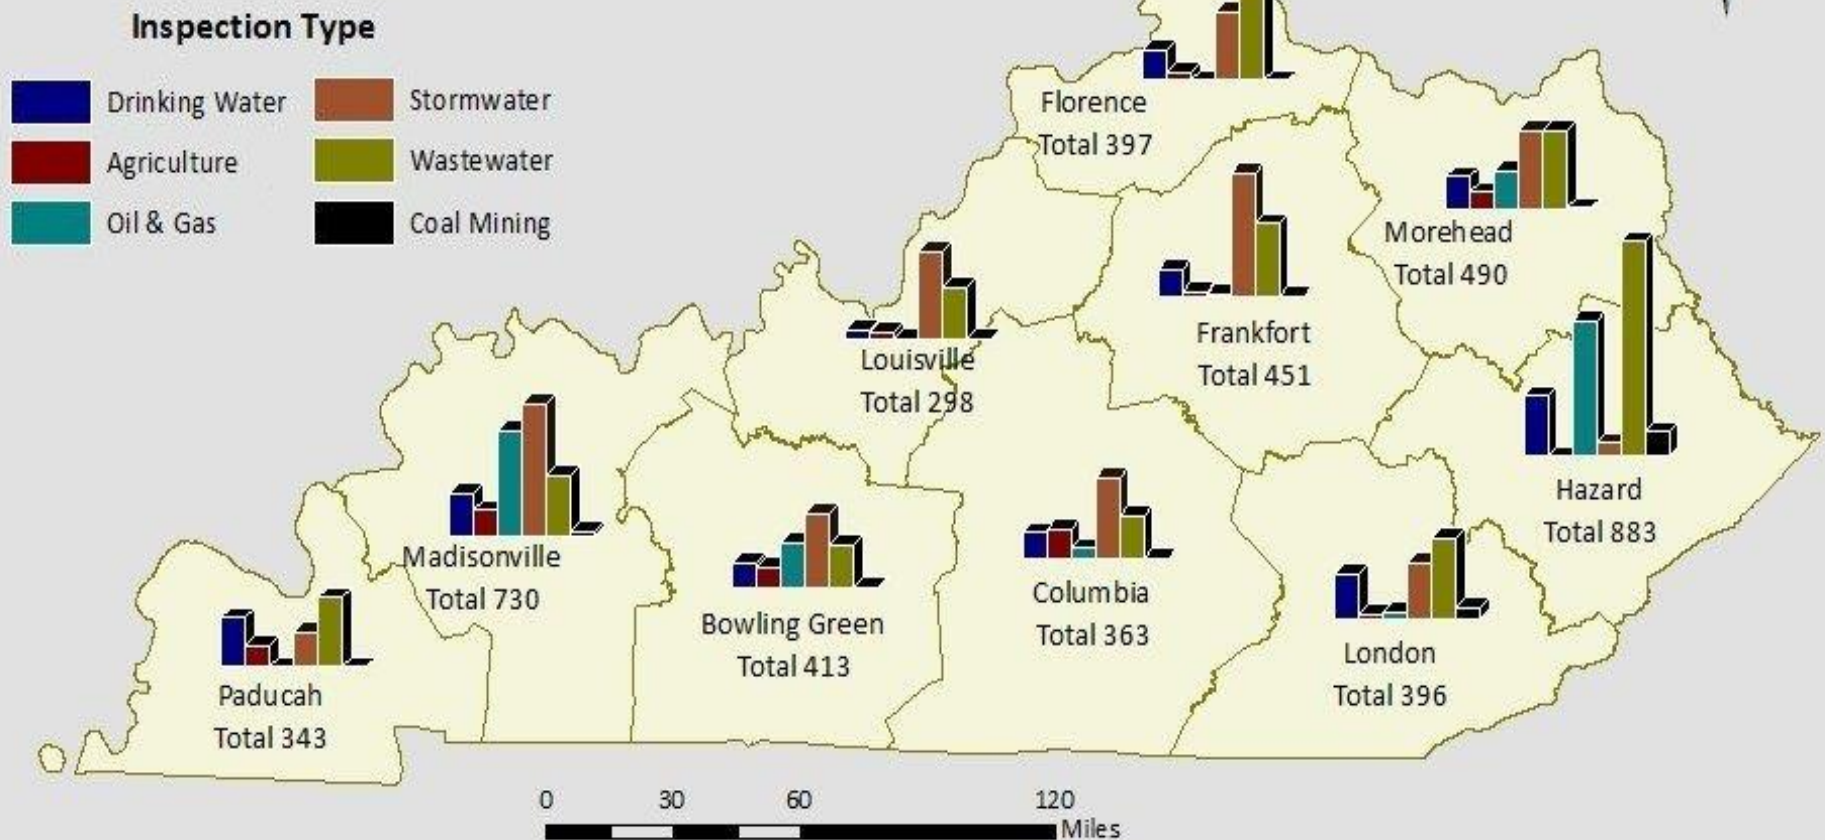 Inspection Type
Drinking Water
Stormwater
Agriculture
Wastewater
Oil & Gas
Coal Mining
Florence
Total 397
Morehead
Total 490
Frankfort
Total 451
Louisville
Total 298
Hazard
Total 883
Madisonville
Total 730
Columbia
Total 363
Bowling Green
Total 413
London
Total 396
Paducah
Total 343
0 30 60 120
Miles